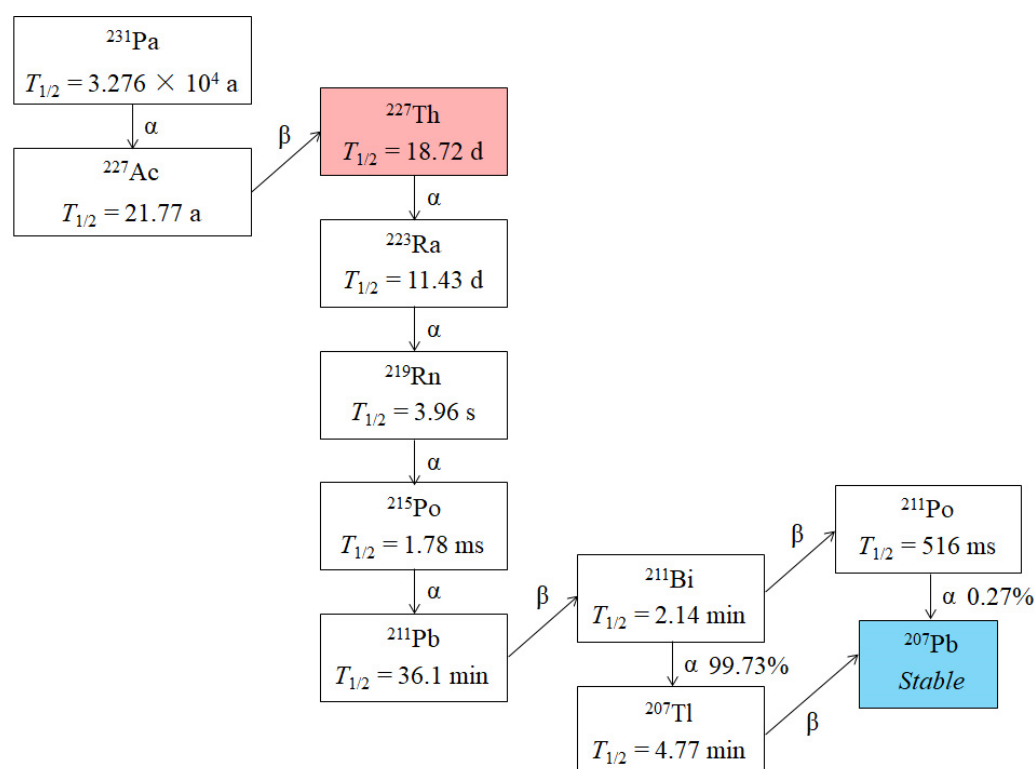 ²³¹Pa
T₁/₂ = 3.276 × 10⁴ a
α
²²⁷Ac
T₁/₂ = 21.77 a
β
²²⁷Th
T₁/₂ = 18.72 d
α
²²³Ra
T₁/₂ = 11.43 d
α
²¹⁹Rn
T₁/₂ = 3.96 s
α
²¹⁵Po
T₁/₂ = 1.78 ms
α
²¹¹Pb
T₁/₂ = 36.1 min
β
²¹¹Bi
T₁/₂ = 2.14 min
α 99.73%
²⁰⁷Tl
T₁/₂ = 4.77 min
β
β
²¹¹Po
T₁/₂ = 516 ms
α 0.27%
²⁰⁷Pb
Stable